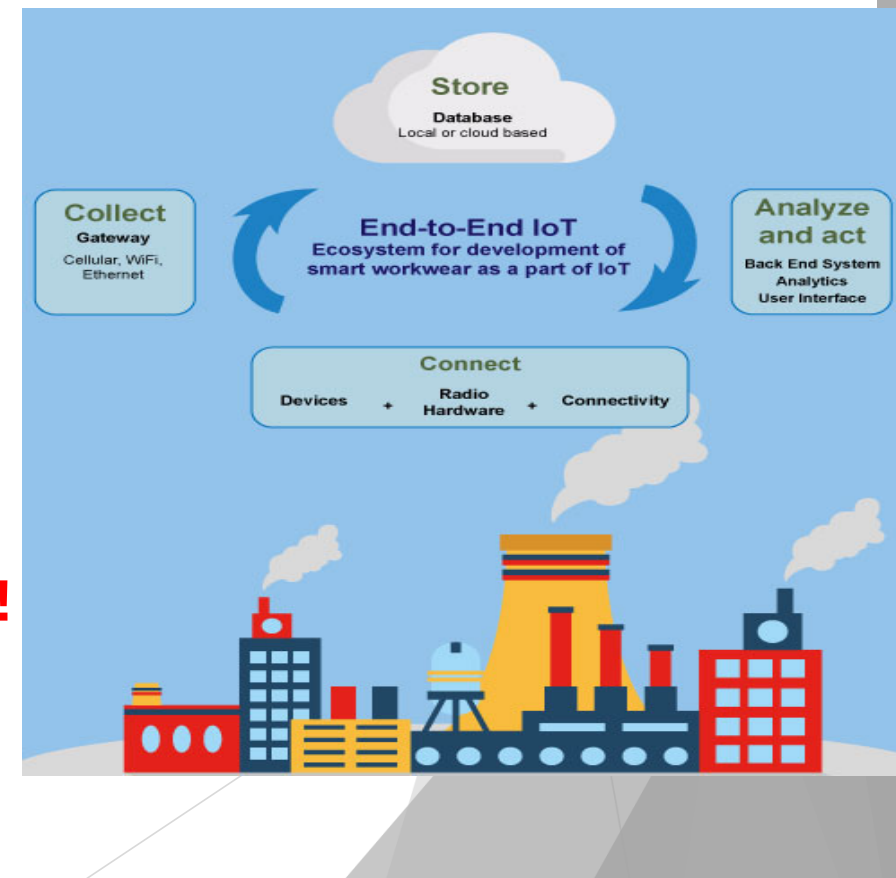 Store
Database
Local or cloud based
Collect
Gateway
Cellular, WiFi,
Ethernet
End-to-End IoT
Ecosystem for development of
smart workwear as a part of IoT
Analyze
and act
Back End System
Analytics
User Interface
Connect
Devices + Radio Hardware + Connectivity
!